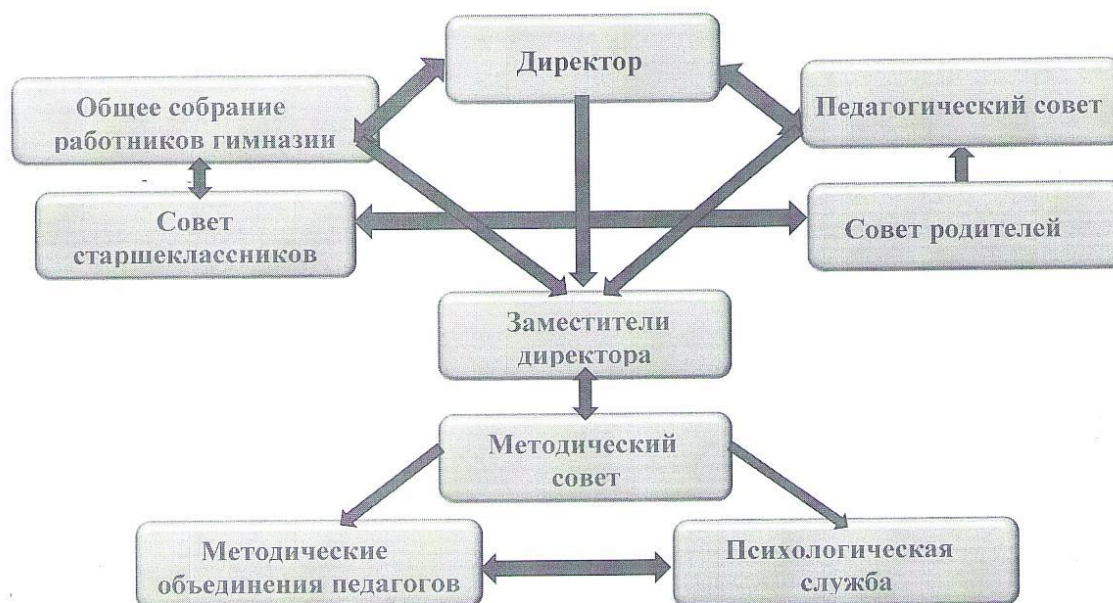 Директор
Общее собрание
работников гимназии
Педагогический совет
Совет
старшеклассников
Совет родителей
Заместители
директора
Методический
совет
Методические
объединения педагогов
Психологическая
служба